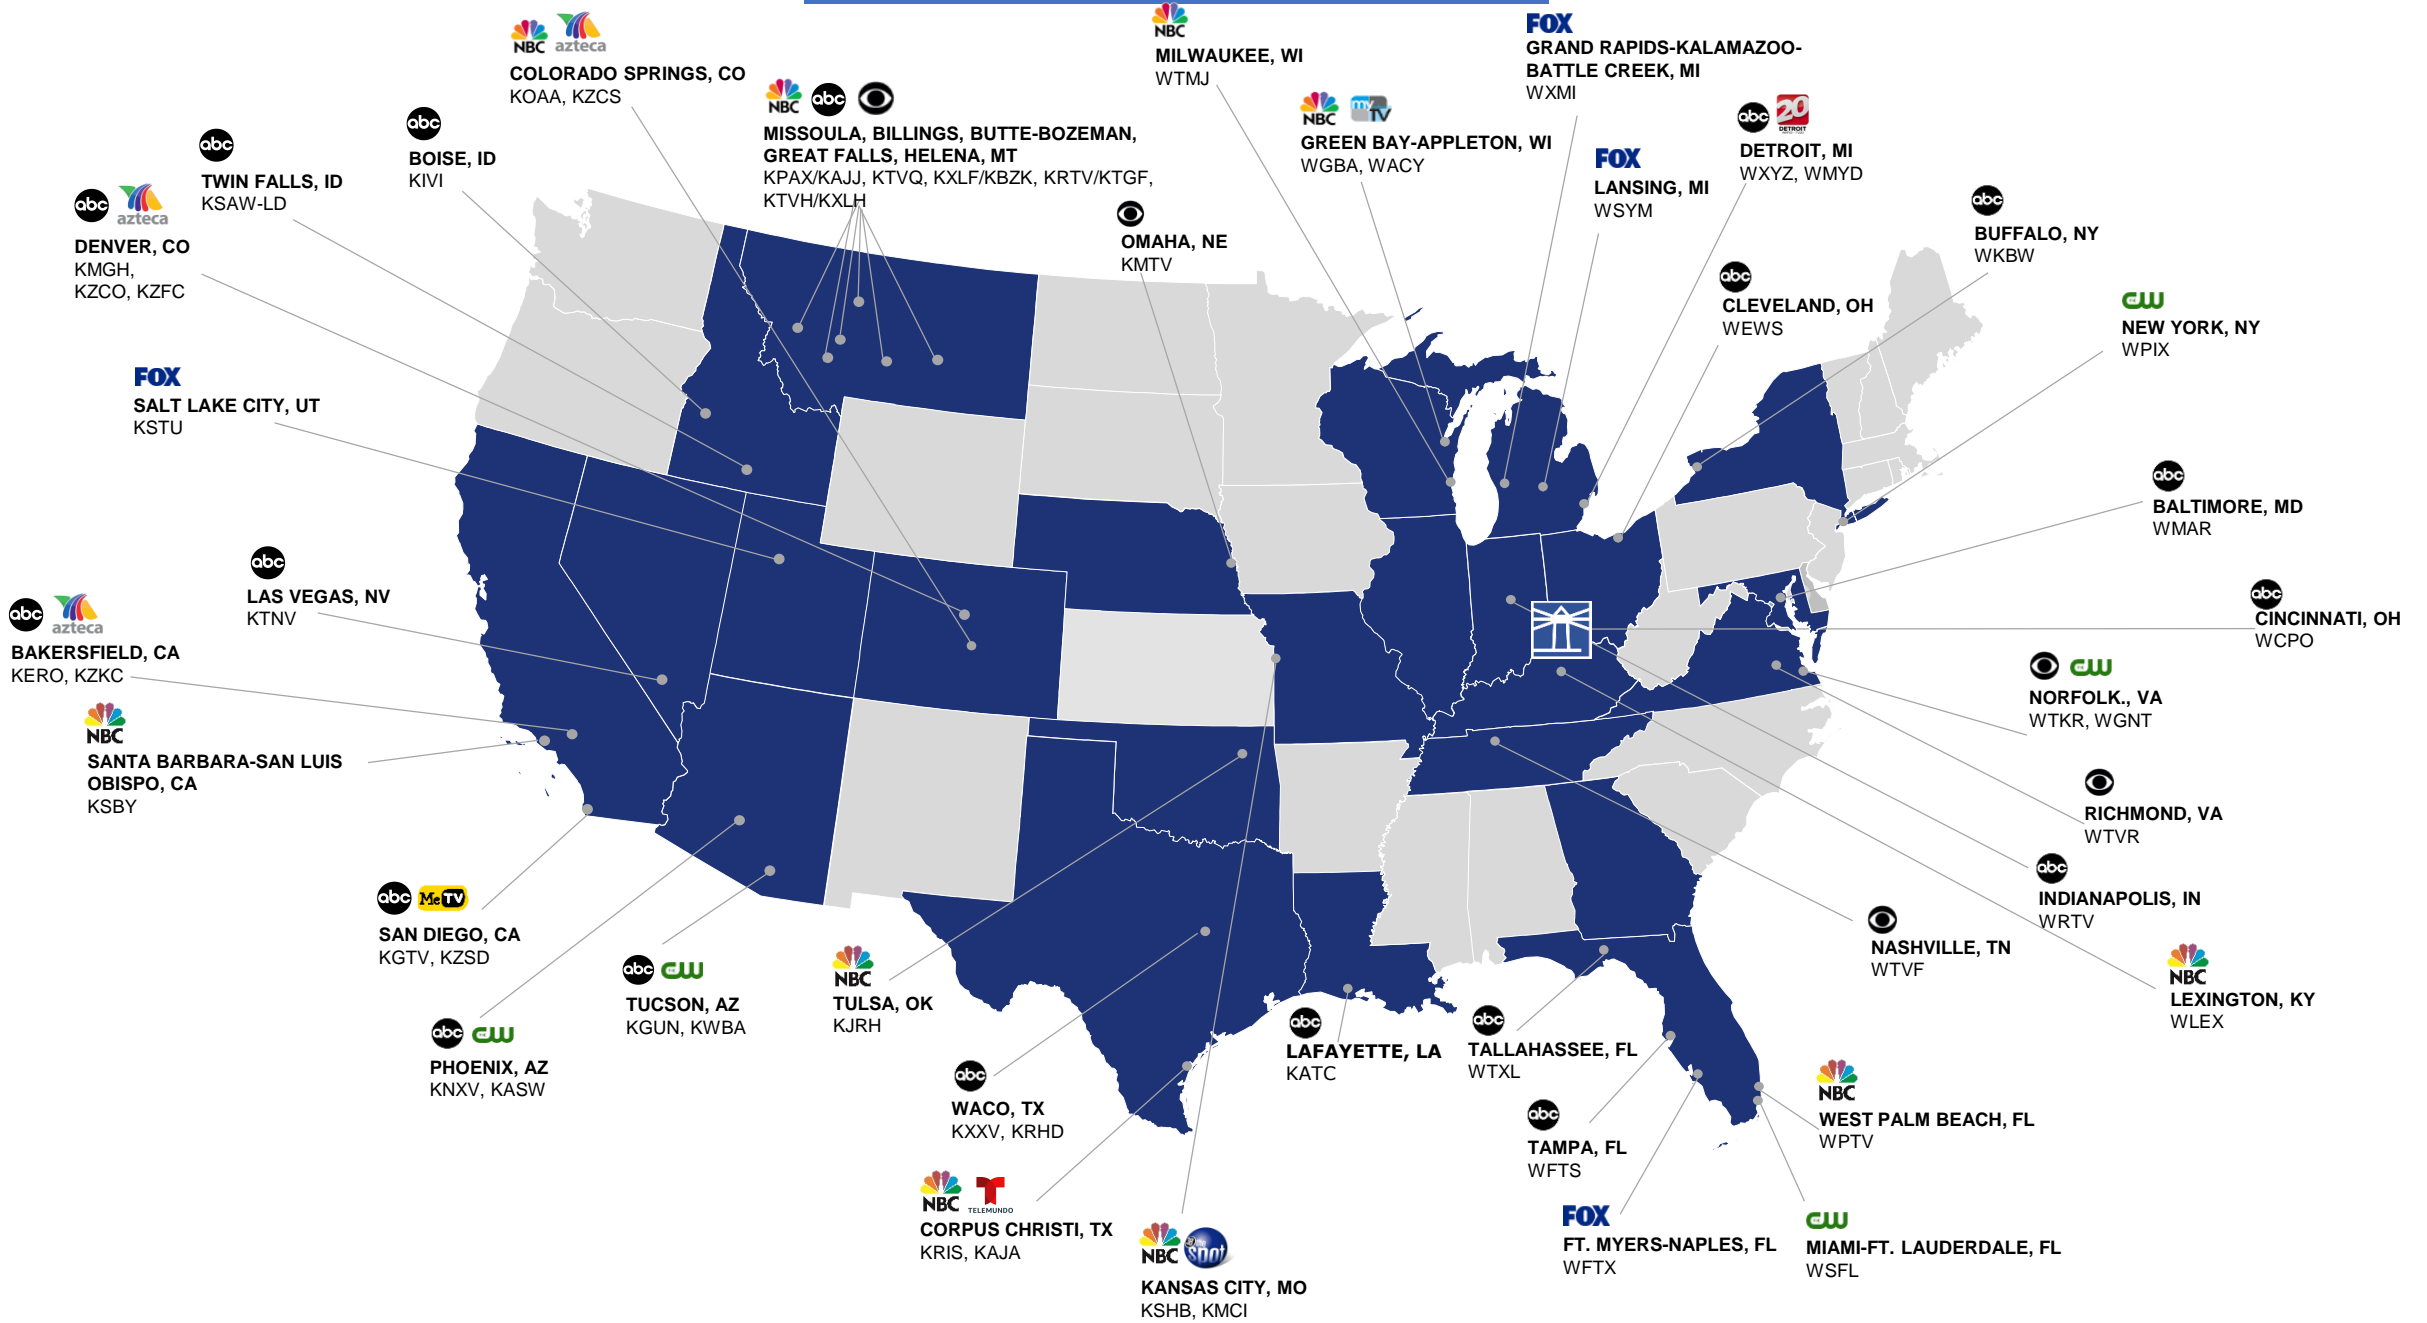 NBC azteca
COLORADO SPRINGS, CO
KOAA, KZCS
NBC
MILWAUKEE, WI
WTMJ
FOX
GRAND RAPIDS-KALAMAZOO-
BATTLE CREEK, MI
WXMI
NBC abc
MISSOULA, BILLINGS, BUTTE-BOZEMAN,
GREAT FALLS, HELENA, MT
KPAX/KAJJ, KTVQ, KXLF/KBZK, KRTV/KTGF,
KTVH/KXLH
NBC myTV
GREEN BAY-APPLETON, WI
WGBA, WACY
abc 20 DETROIT
DETROIT, MI
WXYZ, WMYD
abc
BOISE, ID
KIVI
abc
TWIN FALLS, ID
KSAW-LD
FOX
LANSING, MI
WSYM
abc azteca
DENVER, CO
KMGH,
KZCO, KZFC
OMAHA, NE
KMTV
abc
BUFFALO, NY
WKBW
abc
CLEVELAND, OH
WEWS
CW
NEW YORK, NY
WPIX
FOX
SALT LAKE CITY, UT
KSTU
abc
BALTIMORE, MD
WMAR
abc
LAS VEGAS, NV
KTNV
abc
CINCINNATI, OH
WCPO
abc azteca
BAKERSFIELD, CA
KERO, KZKC
CW
NORFOLK., VA
WTKR, WGNT
NBC
SANTA BARBARA-SAN LUIS
OBISPO, CA
KSBY
RICHMOND, VA
WTVR
abc
INDIANAPOLIS, IN
WRTV
abc MeTV
SAN DIEGO, CA
KGTV, KZSD
NASHVILLE, TN
WTVF
abc CW
TUCSON, AZ
KGUN, KWBA
NBC
TULSA, OK
KJRH
NBC
LEXINGTON, KY
WLEX
abc CW
PHOENIX, AZ
KNXV, KASW
abc
LAFAYETTE, LA
KATC
abc
TALLAHASSEE, FL
WTXL
abc
WACO, TX
KXXV, KRHD
NBC
WEST PALM BEACH, FL
WPTV
abc
TAMPA, FL
WFTS
NBC TELEMUNDO
CORPUS CHRISTI, TX
KRIS, KAJA
FOX
FT. MYERS-NAPLES, FL
WFTX
CW
MIAMI-FT. LAUDERDALE, FL
WSFL
NBC the spot
KANSAS CITY, MO
KSHB, KMCI